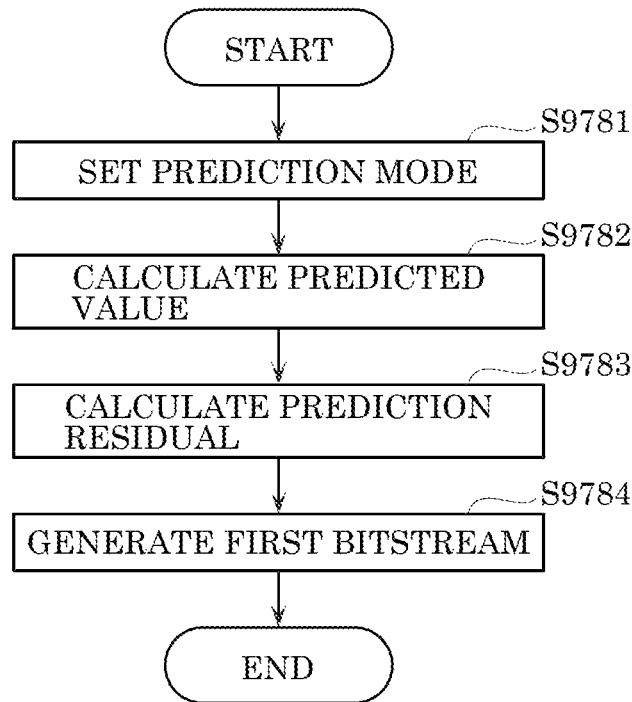 START
S9781
SET PREDICTION MODE
S9782
CALCULATE PREDICTED
VALUE
S9783
CALCULATE PREDICTION
RESIDUAL
S9784
GENERATE FIRST BITSTREAM
END